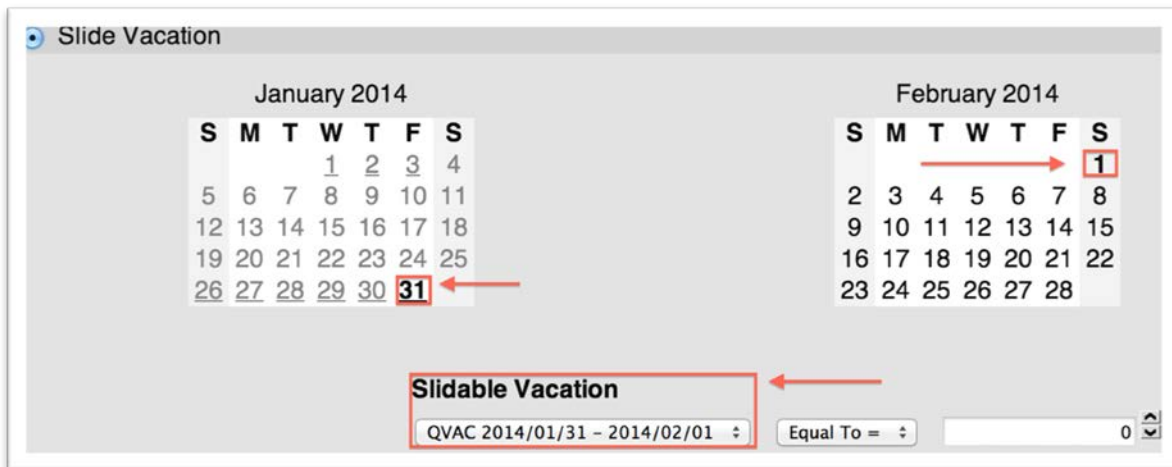 Slide Vacation
January 2014
S M T W T F S
1 2 3 4
5 6 7 8 9 10 11
12 13 14 15 16 17 18
19 20 21 22 23 24 25
26 27 28 29 30 31
February 2014
S M T W T F S
1
2 3 4 5 6 7 8
9 10 11 12 13 14 15
16 17 18 19 20 21 22
23 24 25 26 27 28
Slidable Vacation
QVAC 2014/01/31 - 2014/02/01 Equal To = 0